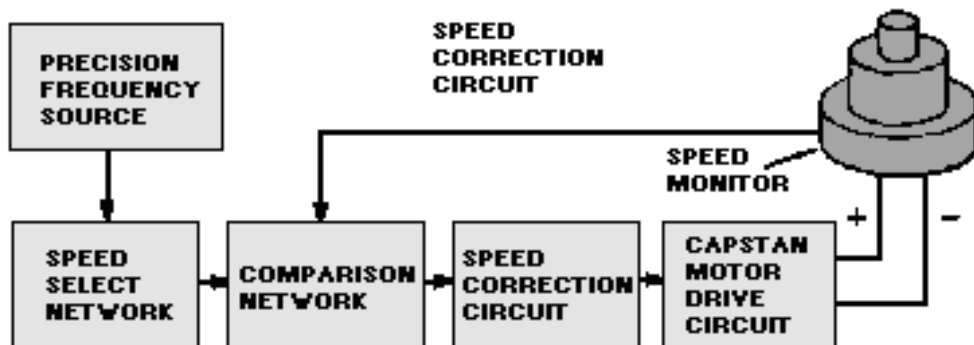 PRECISION
FREQUENCY
SOURCE
SPEED
CORRECTION
CIRCUIT
SPEED
MONITOR
+ −
SPEED
SELECT
NETWORK
COMPARISON
NETWORK
SPEED
CORRECTION
CIRCUIT
CAPSTAN
MOTOR
DRIVE
CIRCUIT